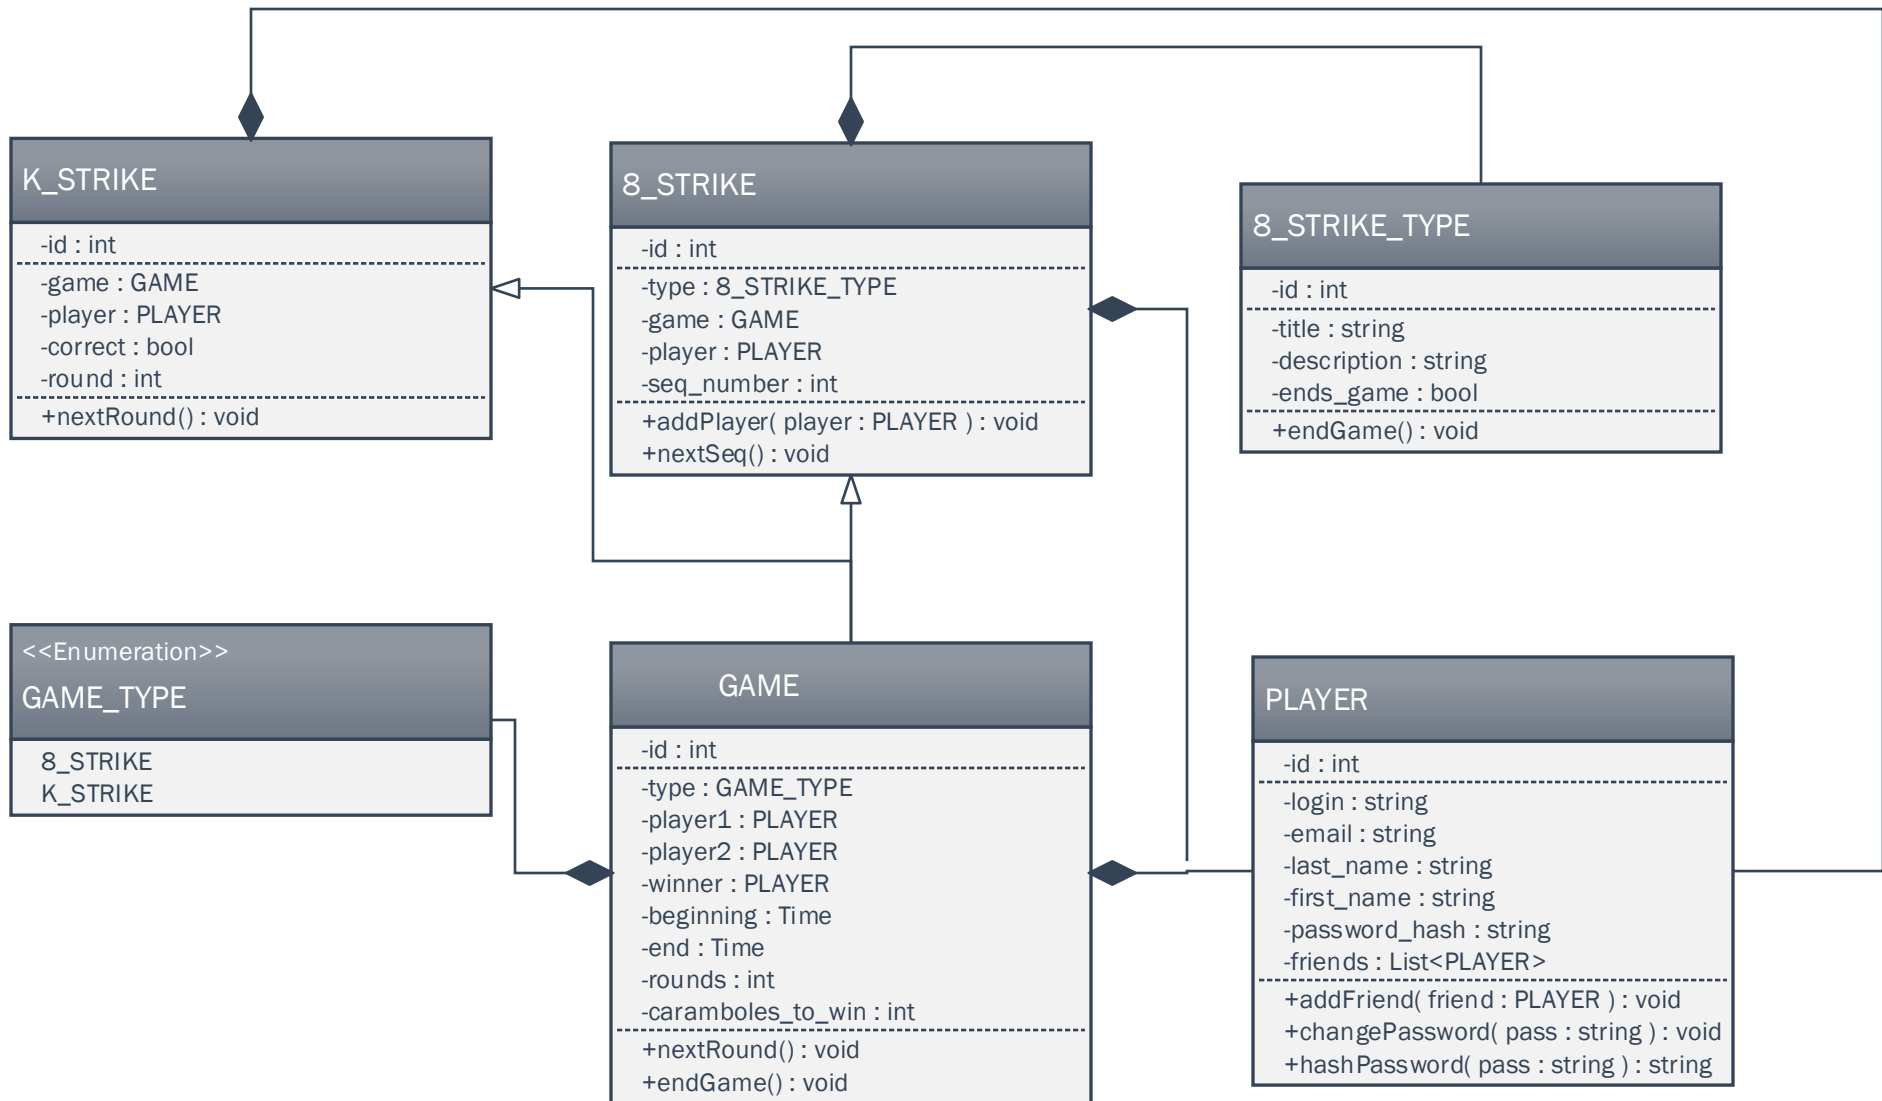 K_STRIKE
-id : int
-game : GAME
-player : PLAYER
-correct : bool
-round : int
+nextRound() : void
8_STRIKE
-id : int
-type : 8_STRIKE_TYPE
-game : GAME
-player : PLAYER
-seq_number : int
+addPlayer( player : PLAYER ) : void
+nextSeq() : void
8_STRIKE_TYPE
-id : int
-title : string
-description : string
-ends_game : bool
+endGame() : void
<<Enumeration>>
GAME_TYPE
8_STRIKE
K_STRIKE
GAME
-id : int
-type : GAME_TYPE
-player1 : PLAYER
-player2 : PLAYER
-winner : PLAYER
-beginning : Time
-end : Time
-rounds : int
-caramboles_to_win : int
+nextRound() : void
+endGame() : void
PLAYER
-id : int
-login : string
-email : string
-last_name : string
-first_name : string
-password_hash : string
-friends : List<PLAYER>
+addFriend( friend : PLAYER ) : void
+changePassword( pass : string ) : void
+hashPassword( pass : string ) : string